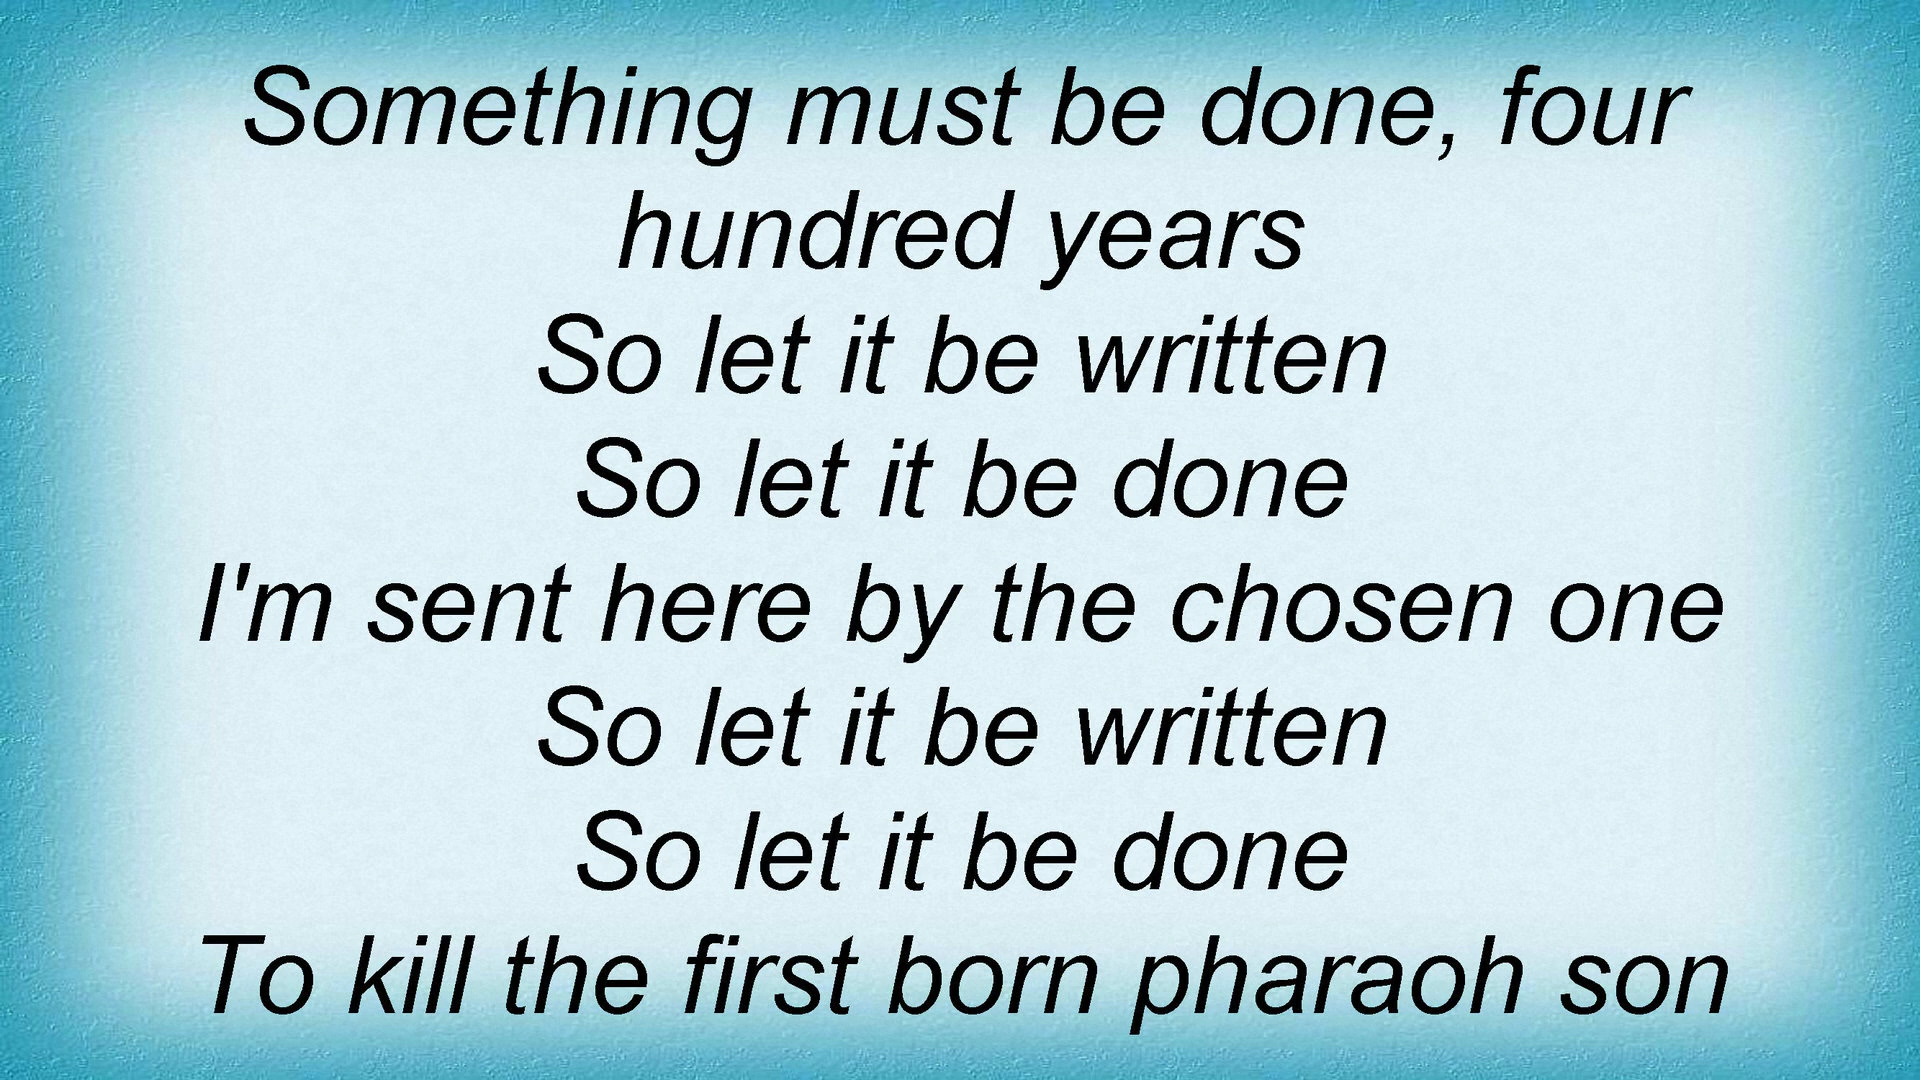 Something must be done, four
hundred years
So let it be written
So let it be done
I'm sent here by the chosen one
So let it be written
So let it be done
To kill the first born pharaoh son